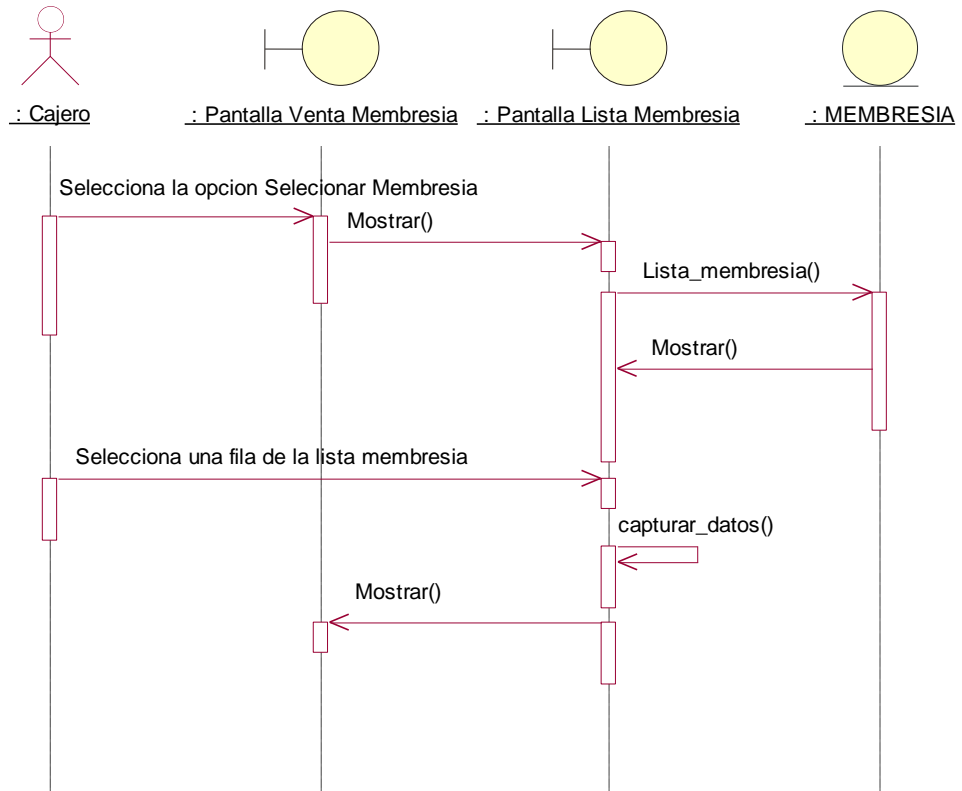 : Cajero
: Pantalla Venta Membresia
: Pantalla Lista Membresia
: MEMBRESIA
Selecciona la opcion Selecionar Membresia
Mostrar()
Lista_membresia()
Mostrar()
Selecciona una fila de la lista membresia
capturar_datos()
Mostrar()